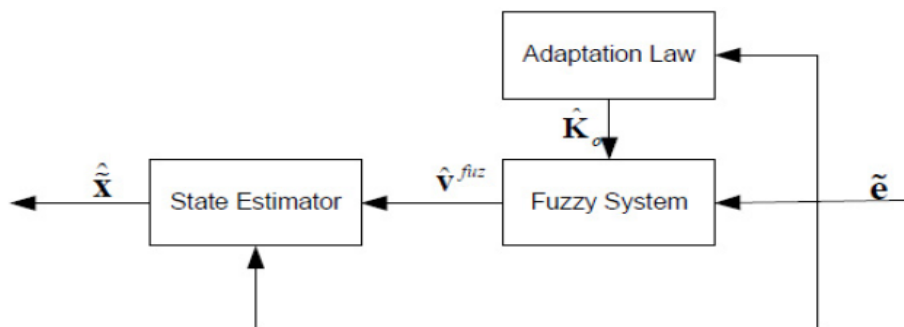 Adaptation Law
K̂σ
x̃̂ State Estimator v̂ fuz Fuzzy System ẽ